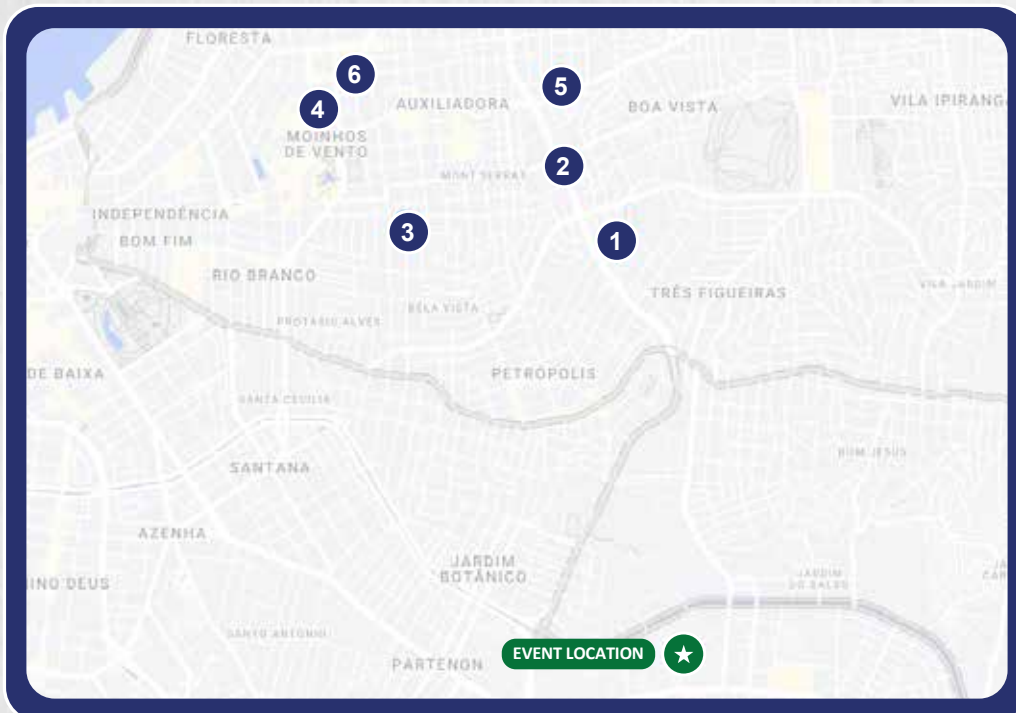 FLORESTA
6
5
4
AUXILIADORA
BOA VISTA
VILA IPIRANGA
MOINHOS
DE VENTO
2
MONT SERRAT
INDEPENDÊNCIA
3
BOM FIM
1
RIO BRANCO
TRÊS FIGUEIRAS
VILA JARDIM
BELA VISTA
PROTÁSIO ALVES
DE BAIXA
PETRÓPOLIS
SANTA CECÍLIA
BOM JESUS
SANTANA
AZENHA
JARDIM
BOTÂNICO
INO DEUS
JARDIM
DO SALSO
SANTO ANTÔNIO
EVENT LOCATION
PARTENON